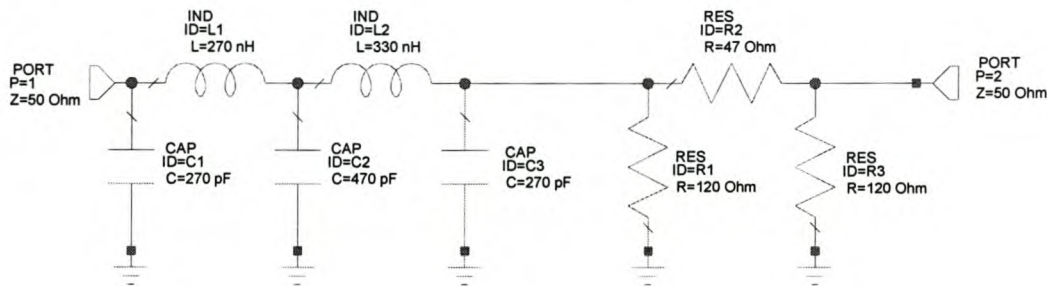 IND
ID=L1
L=270 nH
IND
ID=L2
L=330 nH
RES
ID=R2
R=47 Ohm
PORT
P=1
Z=50 Ohm
PORT
P=2
Z=50 Ohm
CAP
ID=C1
C=270 pF
CAP
ID=C2
C=470 pF
CAP
ID=C3
C=270 pF
RES
ID=R1
R=120 Ohm
RES
ID=R3
R=120 Ohm